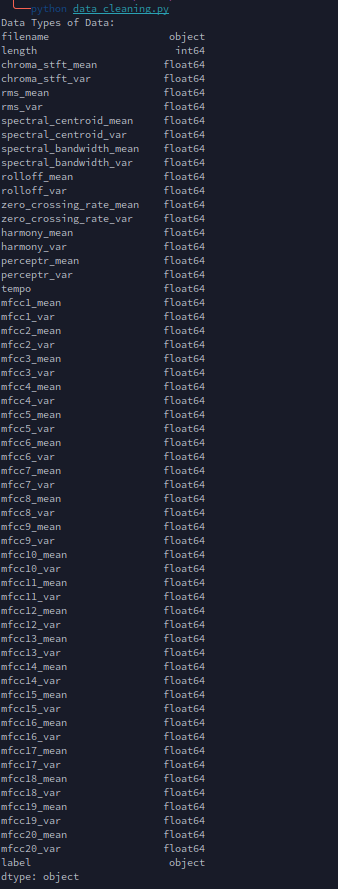 python data_cleaning.py
Data Types of Data:
filename object
length int64
chroma_stft_mean float64
chroma_stft_var float64
rms_mean float64
rms_var float64
spectral_centroid_mean float64
spectral_centroid_var float64
spectral_bandwidth_mean float64
spectral_bandwidth_var float64
rolloff_mean float64
rolloff_var float64
zero_crossing_rate_mean float64
zero_crossing_rate_var float64
harmony_mean float64
harmony_var float64
perceptr_mean float64
perceptr_var float64
tempo float64
mfcc1_mean float64
mfcc1_var float64
mfcc2_mean float64
mfcc2_var float64
mfcc3_mean float64
mfcc3_var float64
mfcc4_mean float64
mfcc4_var float64
mfcc5_mean float64
mfcc5_var float64
mfcc6_mean float64
mfcc6_var float64
mfcc7_mean float64
mfcc7_var float64
mfcc8_mean float64
mfcc8_var float64
mfcc9_mean float64
mfcc9_var float64
mfcc10_mean float64
mfcc10_var float64
mfcc11_mean float64
mfcc11_var float64
mfcc12_mean float64
mfcc12_var float64
mfcc13_mean float64
mfcc13_var float64
mfcc14_mean float64
mfcc14_var float64
mfcc15_mean float64
mfcc15_var float64
mfcc16_mean float64
mfcc16_var float64
mfcc17_mean float64
mfcc17_var float64
mfcc18_mean float64
mfcc18_var float64
mfcc19_mean float64
mfcc19_var float64
mfcc20_mean float64
mfcc20_var float64
label object
dtype: object